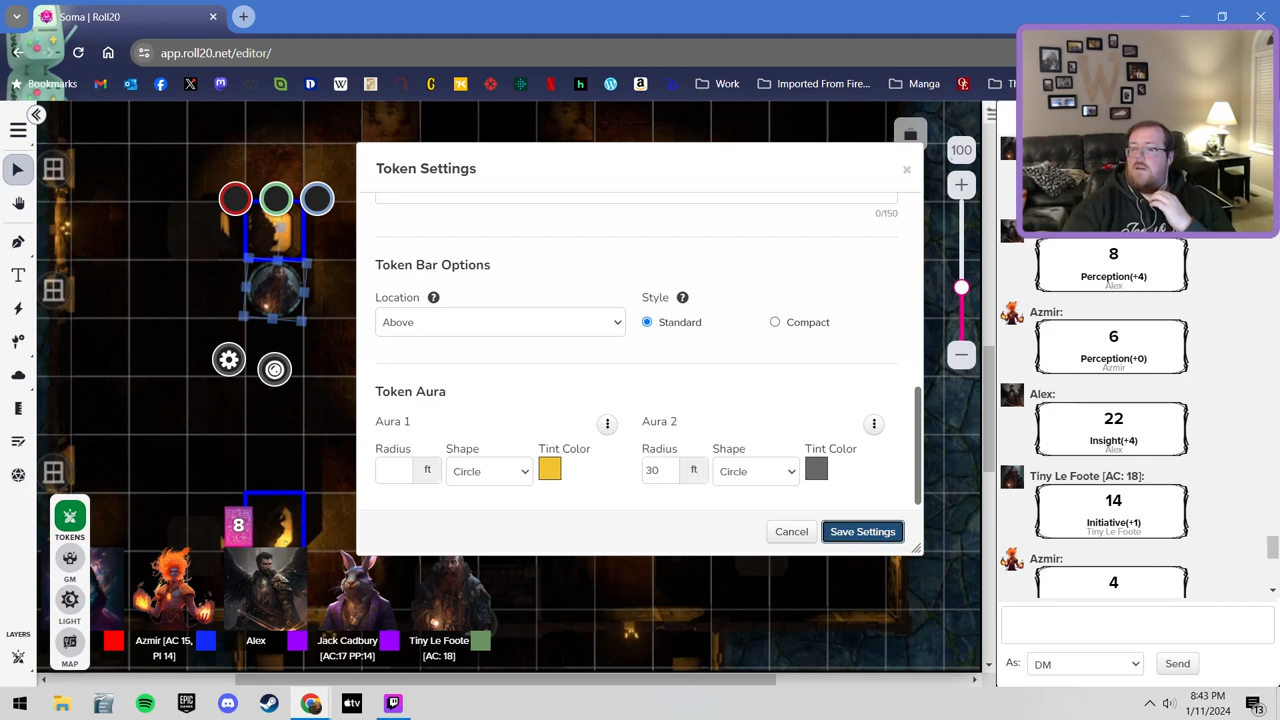 Soma | Roll20
app.roll20.net/editor/
Bookmarks
Work
Imported From Fire...
Manga
Th
Token Settings
100
0/150
Token Bar Options
Location
Style
Above
Standard
Compact
Token Aura
Aura 1
Aura 2
Radius
Shape
Tint Color
Radius
Shape
Tint Color
ft
Circle
30
ft
Circle
Cancel
Save Settings
8
TOKENS
GM
LIGHT
LAYERS
MAP
Azmir [AC 15,
PI 14]
Alex
Jack Cadbury
[AC:17 PP:14]
Tiny Le Foote
[AC: 18]
8
Perception(+4)
Alex
Azmir:
6
Perception(+0)
Azmir
Alex:
22
Insight(+4)
Alex
Tiny Le Foote [AC: 18]:
14
Initiative(+1)
Tiny Le Foote
Azmir:
4
As:
DM
Send
8:43 PM
1/11/2024
13